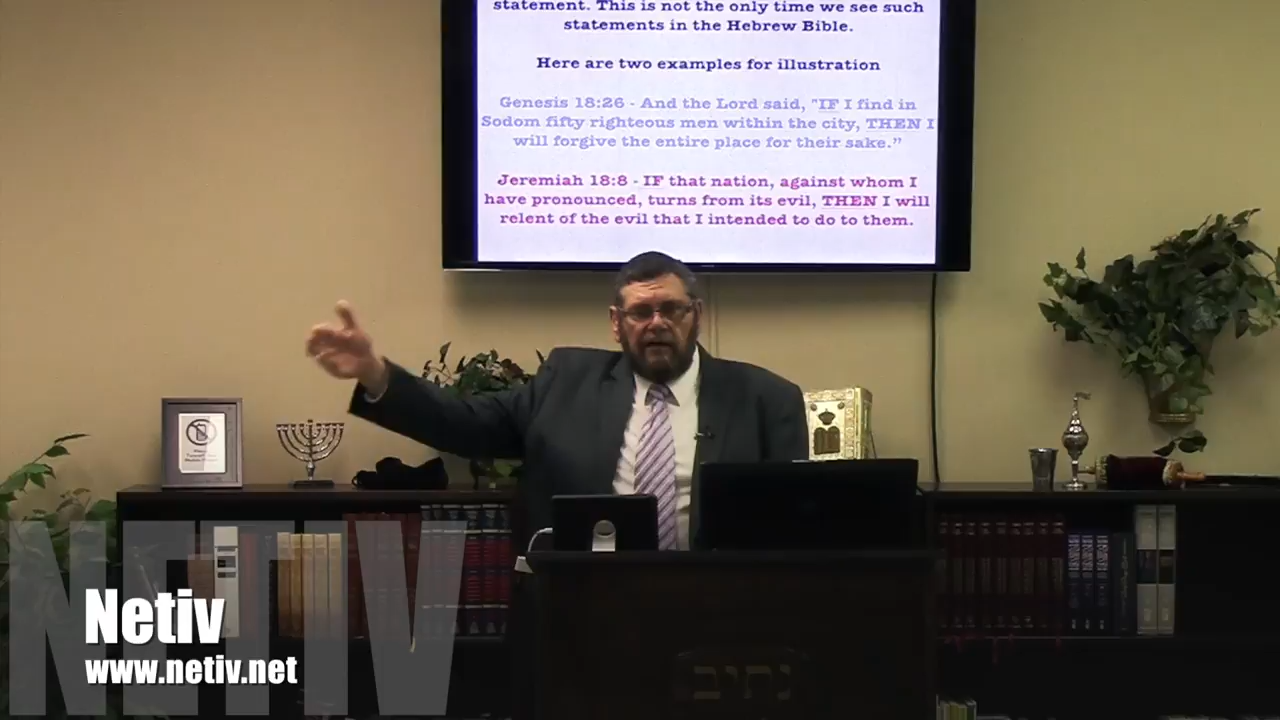 statement. This is not the only time we see such
statements in the Hebrew Bible.
Here are two examples for illustration
Genesis 18:26 - And the Lord said, "IF I find in
Sodom fifty righteous men within the city, THEN I
will forgive the entire place for their sake.”
Jeremiah 18:8 - IF that nation, against whom I
have pronounced, turns from its evil, THEN I will
relent of the evil that I intended to do to them.
NETIV
Netiv
www.netiv.net
נתיב